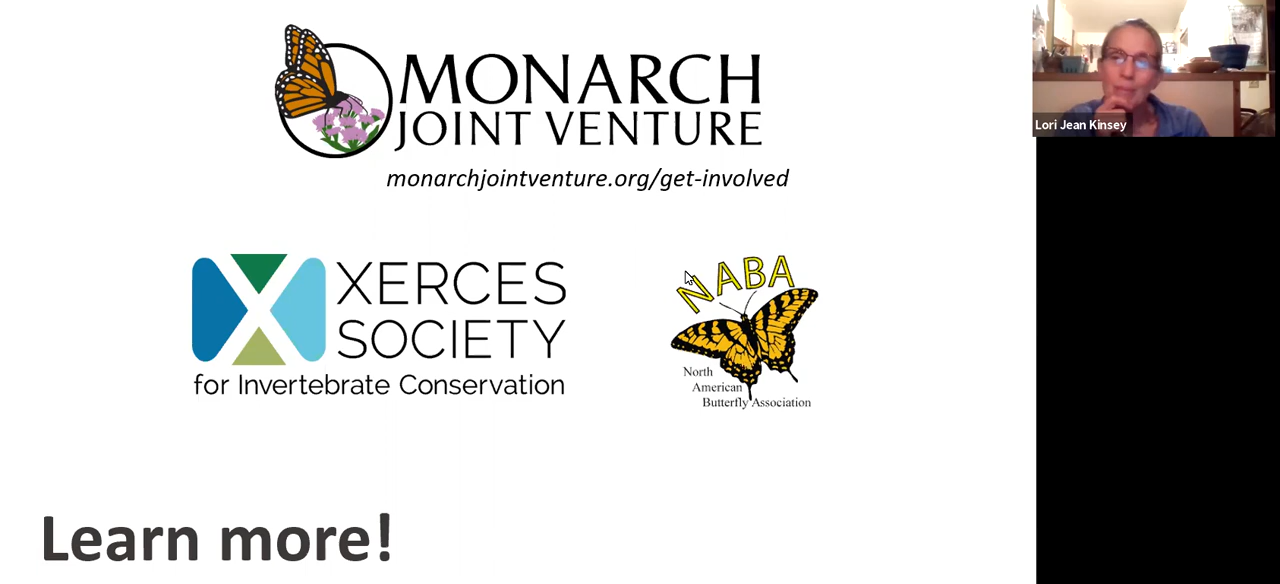 MONARCH
JOINT VENTURE
monarchjointventure.org/get-involved
XERCES
SOCIETY
for Invertebrate Conservation
NABA
North
American
Butterfly Association
Learn more!
Lori Jean Kinsey